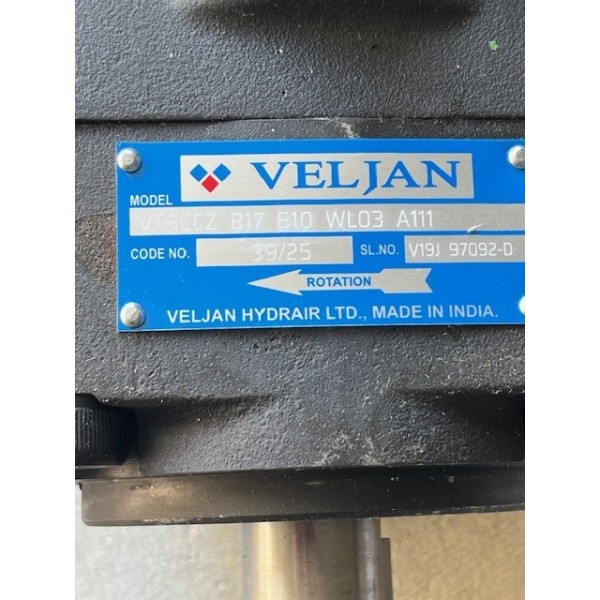 VELJAN
MODEL
VT6CCZ B17 B10 WL03 A111
CODE NO. 39/25 SL.NO. V19J 97092-D
ROTATION
VELJAN HYDRAIR LTD., MADE IN INDIA.